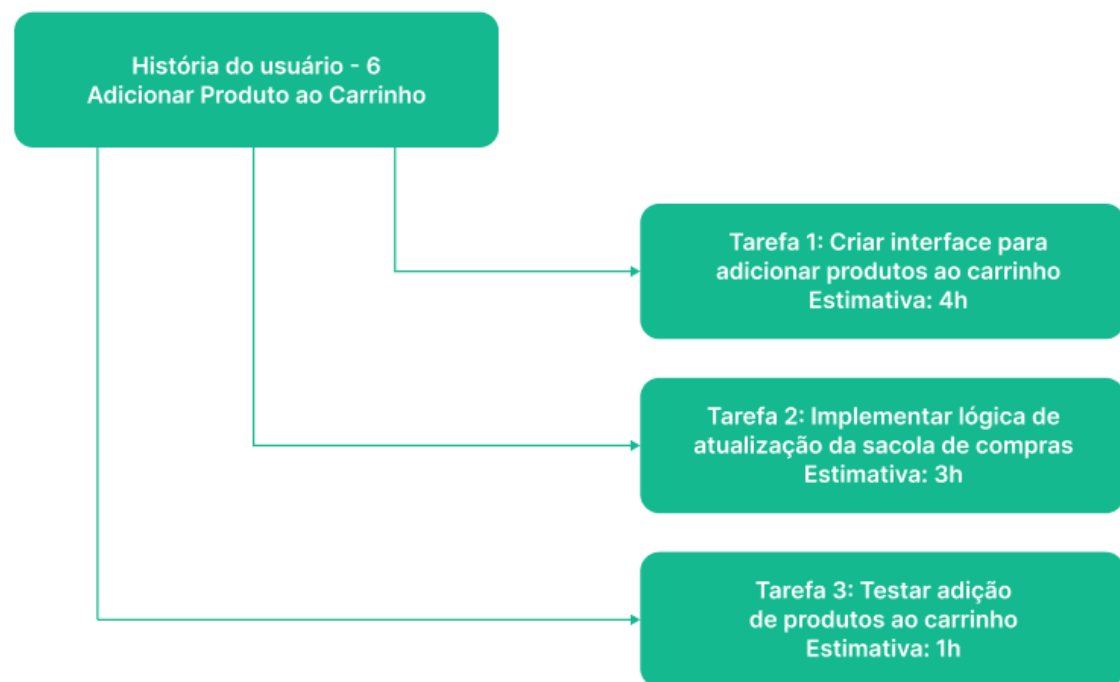 História do usuário - 6
Adicionar Produto ao Carrinho
Tarefa 1: Criar interface para
adicionar produtos ao carrinho
Estimativa: 4h
Tarefa 2: Implementar lógica de
atualização da sacola de compras
Estimativa: 3h
Tarefa 3: Testar adição
de produtos ao carrinho
Estimativa: 1h